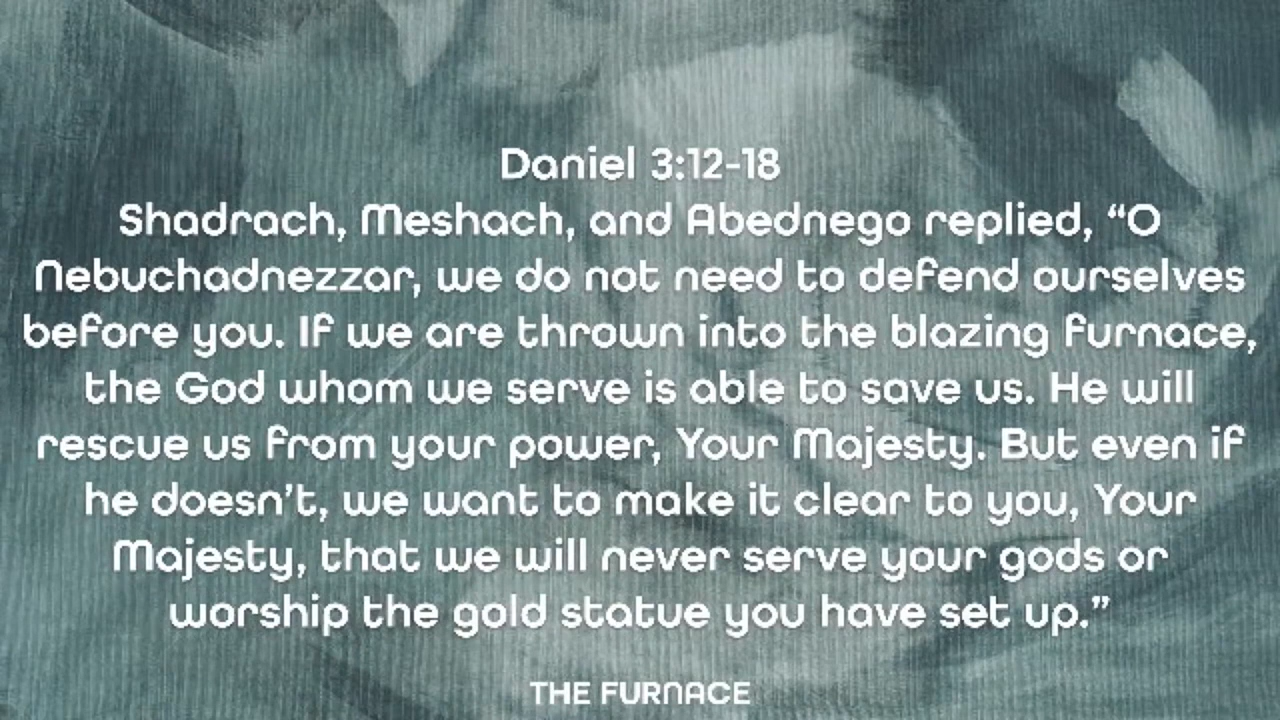 Daniel 3:12-18
Shadrach, Meshach, and Abednego replied, “O
Nebuchadnezzar, we do not need to defend ourselves
before you. If we are thrown into the blazing furnace,
the God whom we serve is able to save us. He will
rescue us from your power, Your Majesty. But even if
he doesn’t, we want to make it clear to you, Your
Majesty, that we will never serve your gods or
worship the gold statue you have set up.”
THE FURNACE